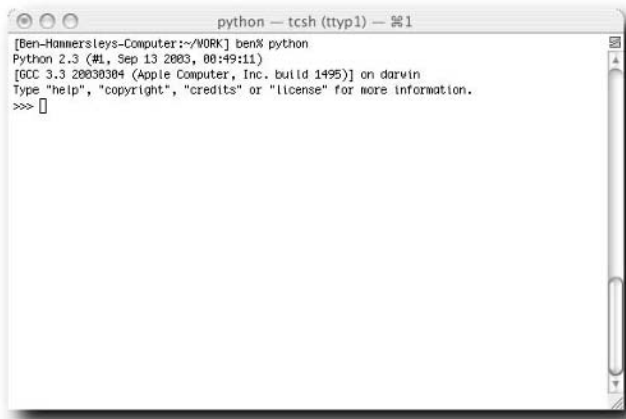 python — tcsh (ttyp1) — ⌘1
[Ben-Hammersleys-Computer:~/WORK] ben% python
Python 2.3 (#1, Sep 13 2003, 00:49:11)
[GCC 3.3 20030304 (Apple Computer, Inc. build 1495)] on darwin
Type "help", "copyright", "credits" or "license" for more information.
>>>